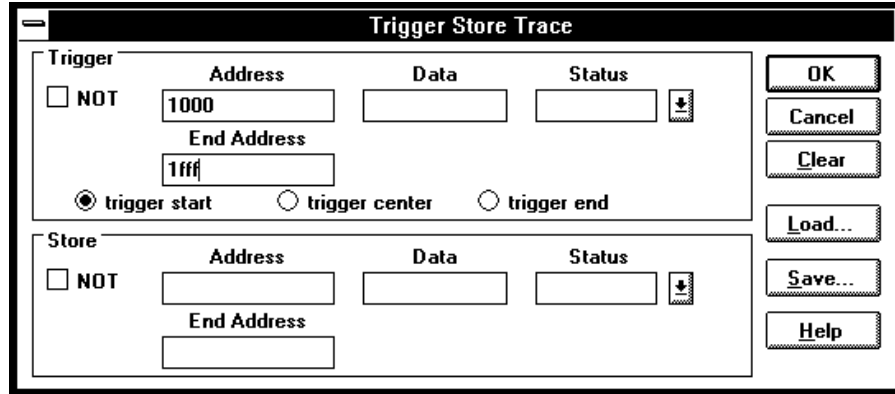 Trigger Store Trace
Trigger
Address Data Status
NOT
1000
End Address
1fff
trigger start trigger center trigger end
Store
Address Data Status
NOT
End Address
OK
Cancel
Clear
Load...
Save...
Help